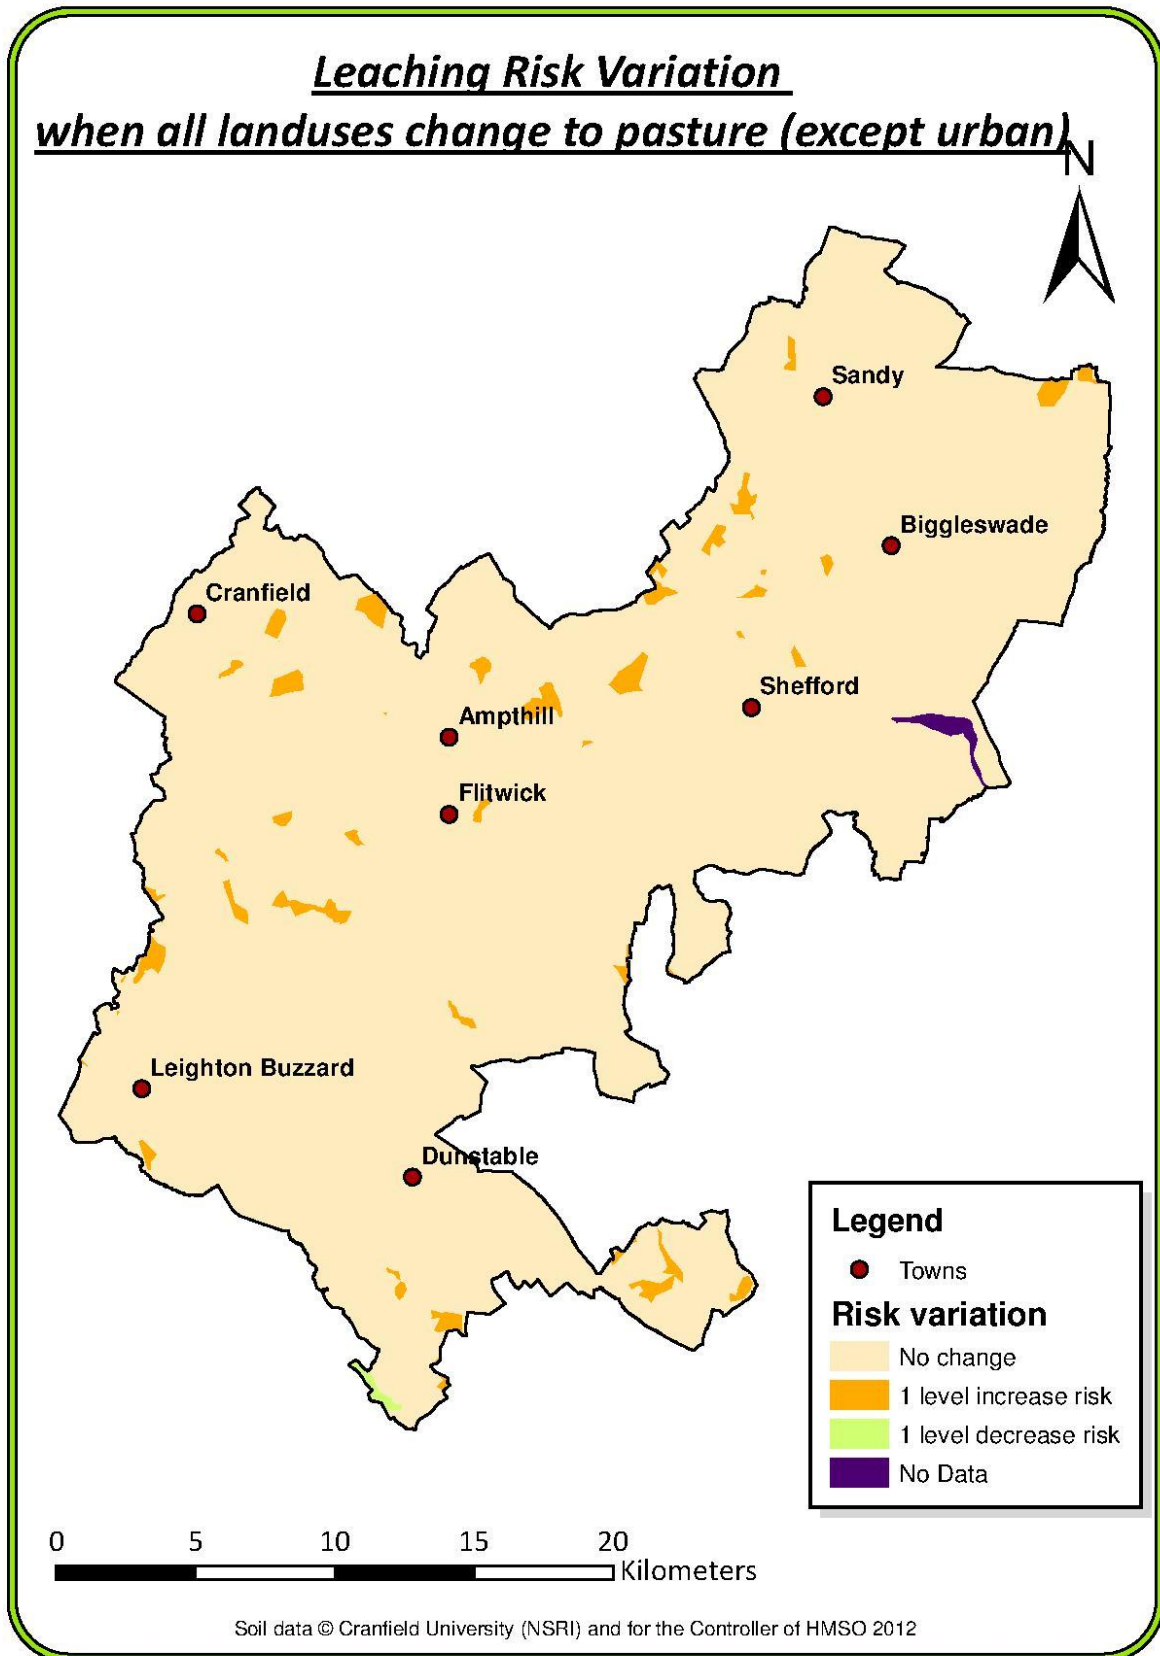 Leaching Risk Variation
when all landuses change to pasture (except urban)
N
Sandy
Biggleswade
Cranfield
Shefford
Ampthill
Flitwick
Leighton Buzzard
Dunstable
Legend
Towns
Risk variation
No change
1 level increase risk
1 level decrease risk
No Data
0 5 10 15 20
Kilometers
Soil data © Cranfield University (NSRI) and for the Controller of HMSO 2012